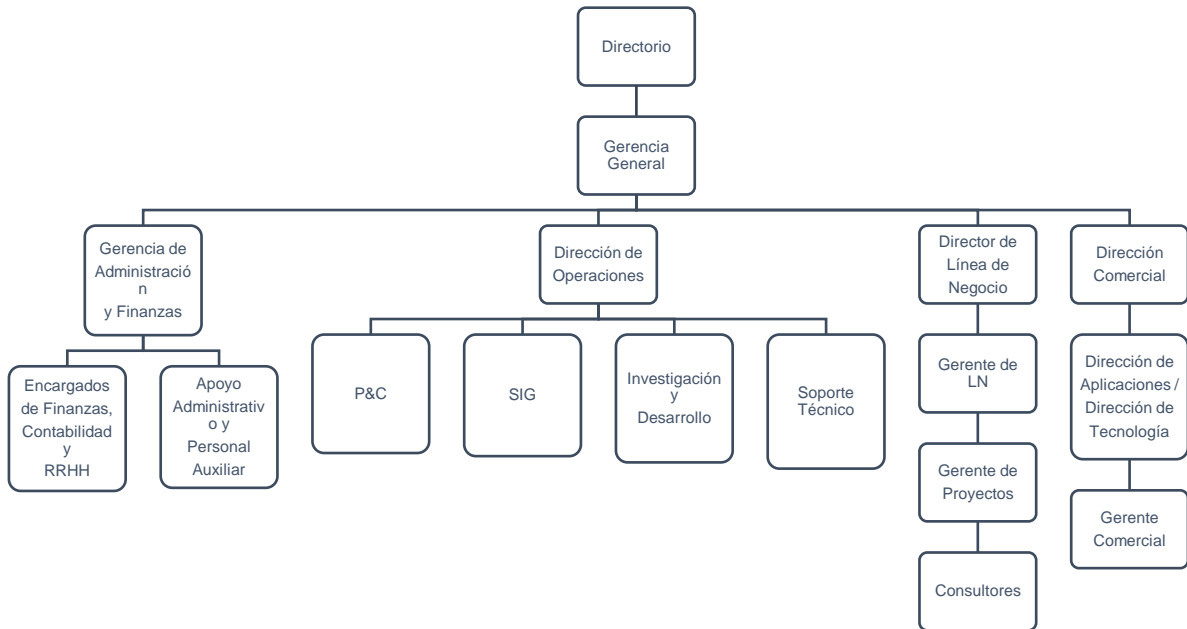 Directorio
Gerencia
General
Gerencia de
Administració
n
y Finanzas
Dirección de
Operaciones
Director de
Línea de
Negocio
Dirección
Comercial
Encargados
de Finanzas,
Contabilidad
y
RRHH
Apoyo
Administrativ
o y
Personal
Auxiliar
P&C
SIG
Investigación
y
Desarrollo
Soporte
Técnico
Gerente de
LN
Dirección de
Aplicaciones /
Dirección de
Tecnología
Gerente de
Proyectos
Gerente
Comercial
Consultores